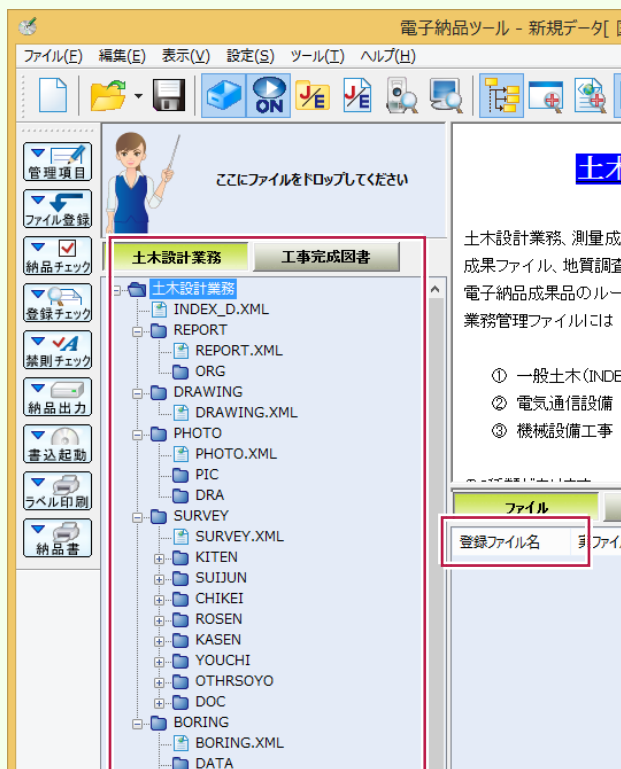 電子納品ツール - 新規データ[
ファイル(F) 編集(E) 表示(V) 設定(S) ツール(T) ヘルプ(H)
ON J/E J/E
管理項目
ファイル登録
納品チェック
登録チェック
禁則チェック
納品出力
書込起動
ラベル印刷
納品書
ここにファイルをドロップしてください
土木設計業務 工事完成図書
土木設計業務
INDEX_D.XML
REPORT
REPORT.XML
ORG
DRAWING
DRAWING.XML
PHOTO
PHOTO.XML
PIC
DRA
SURVEY
SURVEY.XML
KITEN
SUIJUN
CHIKEI
ROSEN
KASEN
YOUCHI
OTHRSOYO
DOC
BORING
BORING.XML
DATA
土木
土木設計業務、測量成
成果ファイル、地質調査
電子納品成果品のルー
業務管理ファイルには
① 一般土木(INDE
② 電気通信設備
③ 機械設備工事
ファイル
登録ファイル名 実ファイ